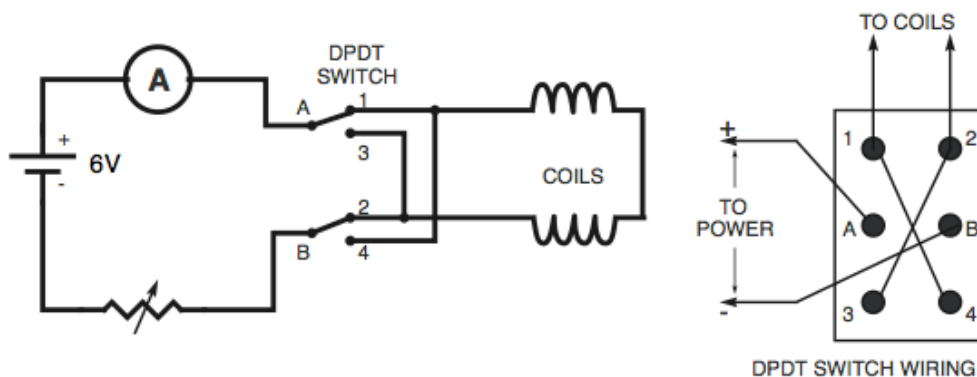 TO COILS
DPDT
SWITCH
A
A
1
3
+
6V
-
COILS
2
B
4
1
2
+
TO
POWER
A
B
-
3
4
DPDT SWITCH WIRING